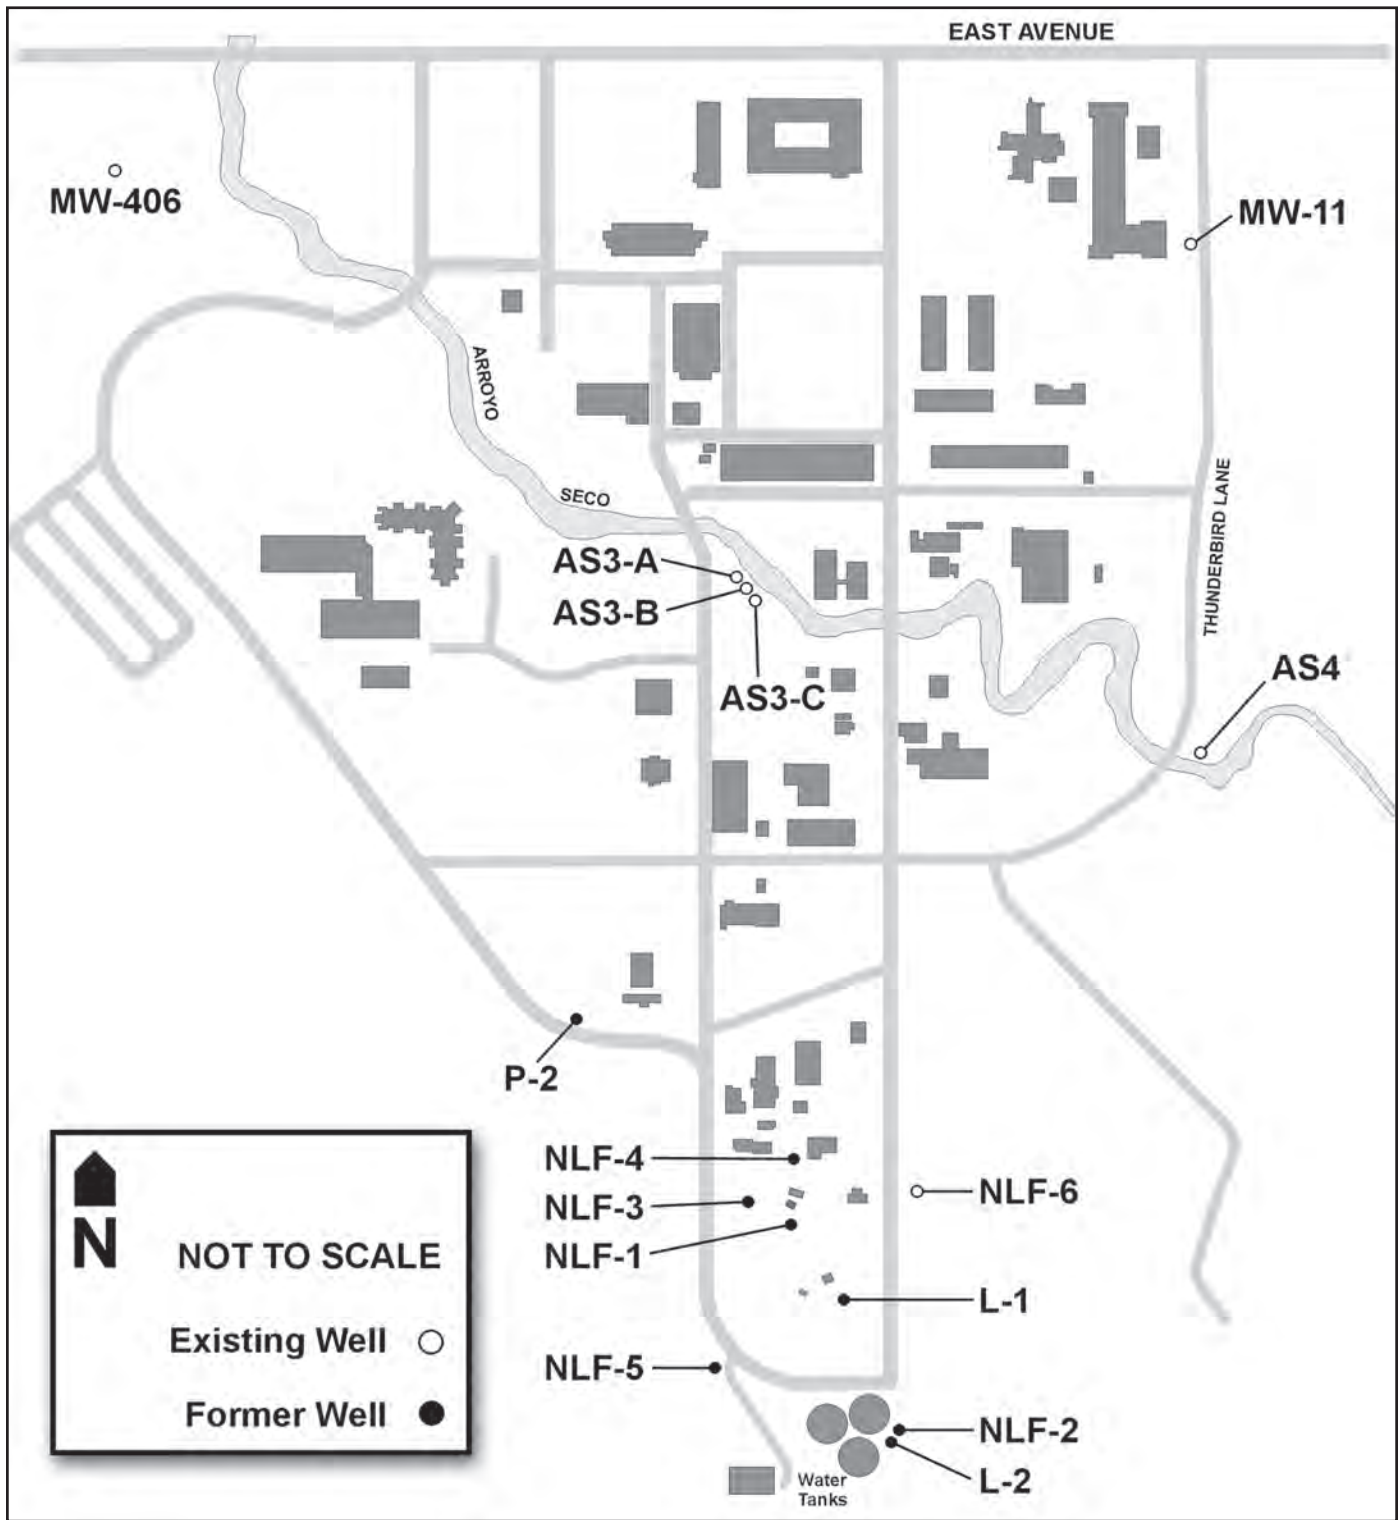 EAST AVENUE
MW-406
MW-11
ARROYO
SECO
THUNDERBIRD LANE
AS3-A
AS3-B
AS3-C
AS4
P-2
NLF-4
NLF-3
NLF-6
NLF-1
L-1
NLF-5
NLF-2
L-2
Water
Tanks
N
NOT TO SCALE
Existing Well
Former Well